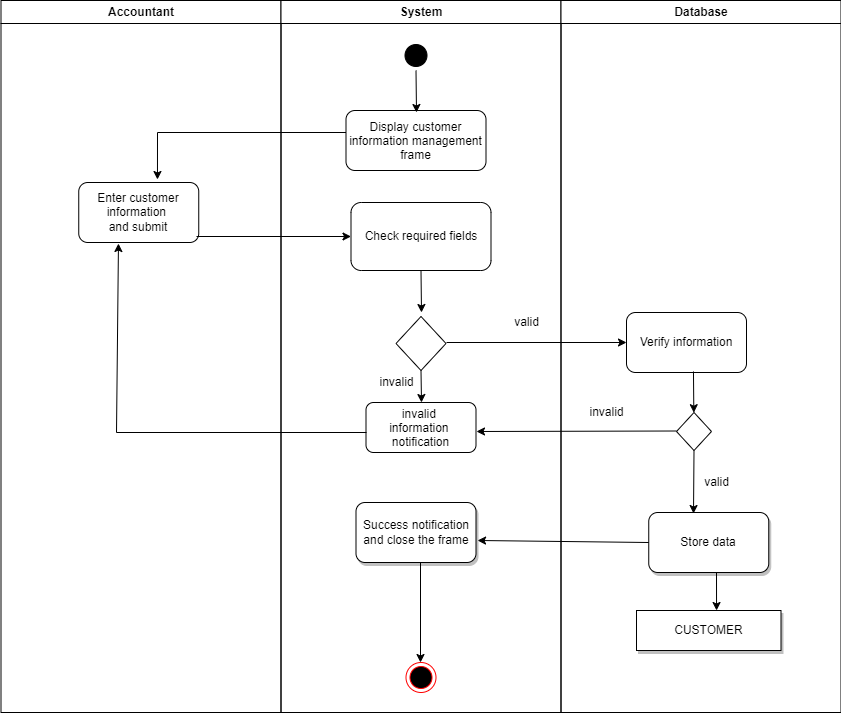 Accountant
System
Database
Display customer
information management
frame
Enter customer
information
and submit
Check required fields
valid
Verify information
invalid
invalid
information
notification
invalid
valid
Success notification
and close the frame
Store data
CUSTOMER